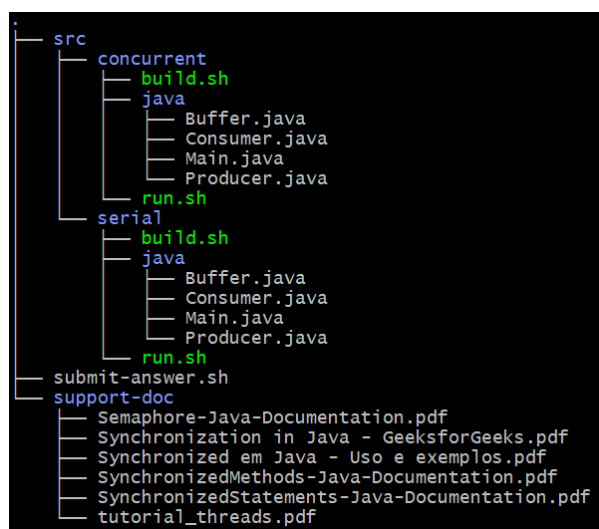 .
├── src
│   ├── concurrent
│   │   ├── build.sh
│   │   ├── java
│   │   │   ├── Buffer.java
│   │   │   ├── Consumer.java
│   │   │   ├── Main.java
│   │   │   └── Producer.java
│   │   └── run.sh
│   └── serial
│       ├── build.sh
│       ├── java
│       │   ├── Buffer.java
│       │   ├── Consumer.java
│       │   ├── Main.java
│       │   └── Producer.java
│       └── run.sh
├── submit-answer.sh
└── support-doc
    ├── Semaphore-Java-Documentation.pdf
    ├── Synchronization in Java - GeeksforGeeks.pdf
    ├── Synchronized em Java - Uso e exemplos.pdf
    ├── SynchronizedMethods-Java-Documentation.pdf
    ├── SynchronizedStatements-Java-Documentation.pdf
    └── tutorial_threads.pdf